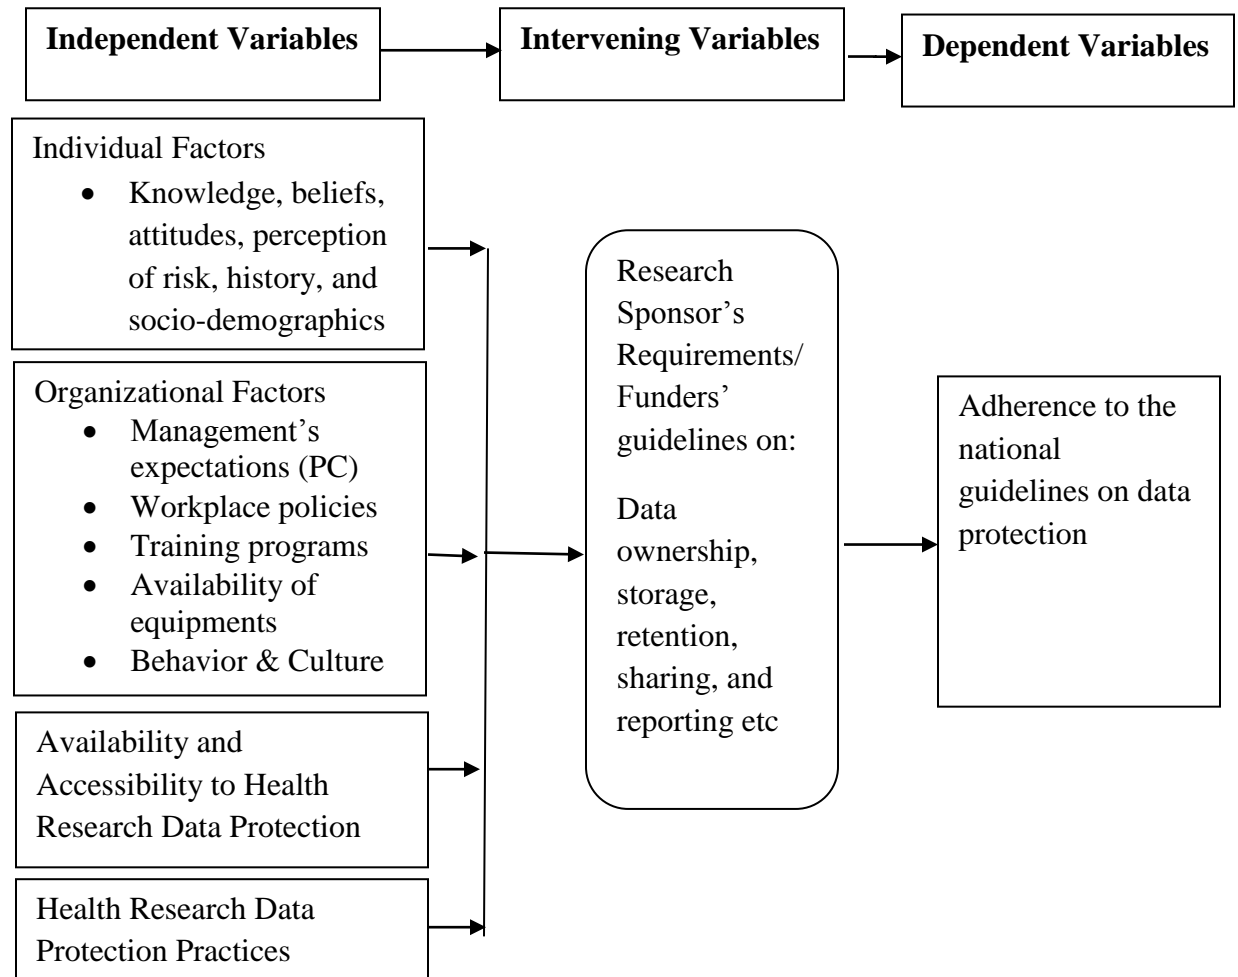 Independent Variables
Intervening Variables
Dependent Variables
Individual Factors
• Knowledge, beliefs,
attitudes, perception
of risk, history, and
socio-demographics
Organizational Factors
• Management’s
expectations (PC)
• Workplace policies
• Training programs
• Availability of
equipments
• Behavior & Culture
Availability and
Accessibility to Health
Research Data Protection
Health Research Data
Protection Practices
Research
Sponsor’s
Requirements/
Funders’
guidelines on:
Data
ownership,
storage,
retention,
sharing, and
reporting etc
Adherence to the
national
guidelines on data
protection